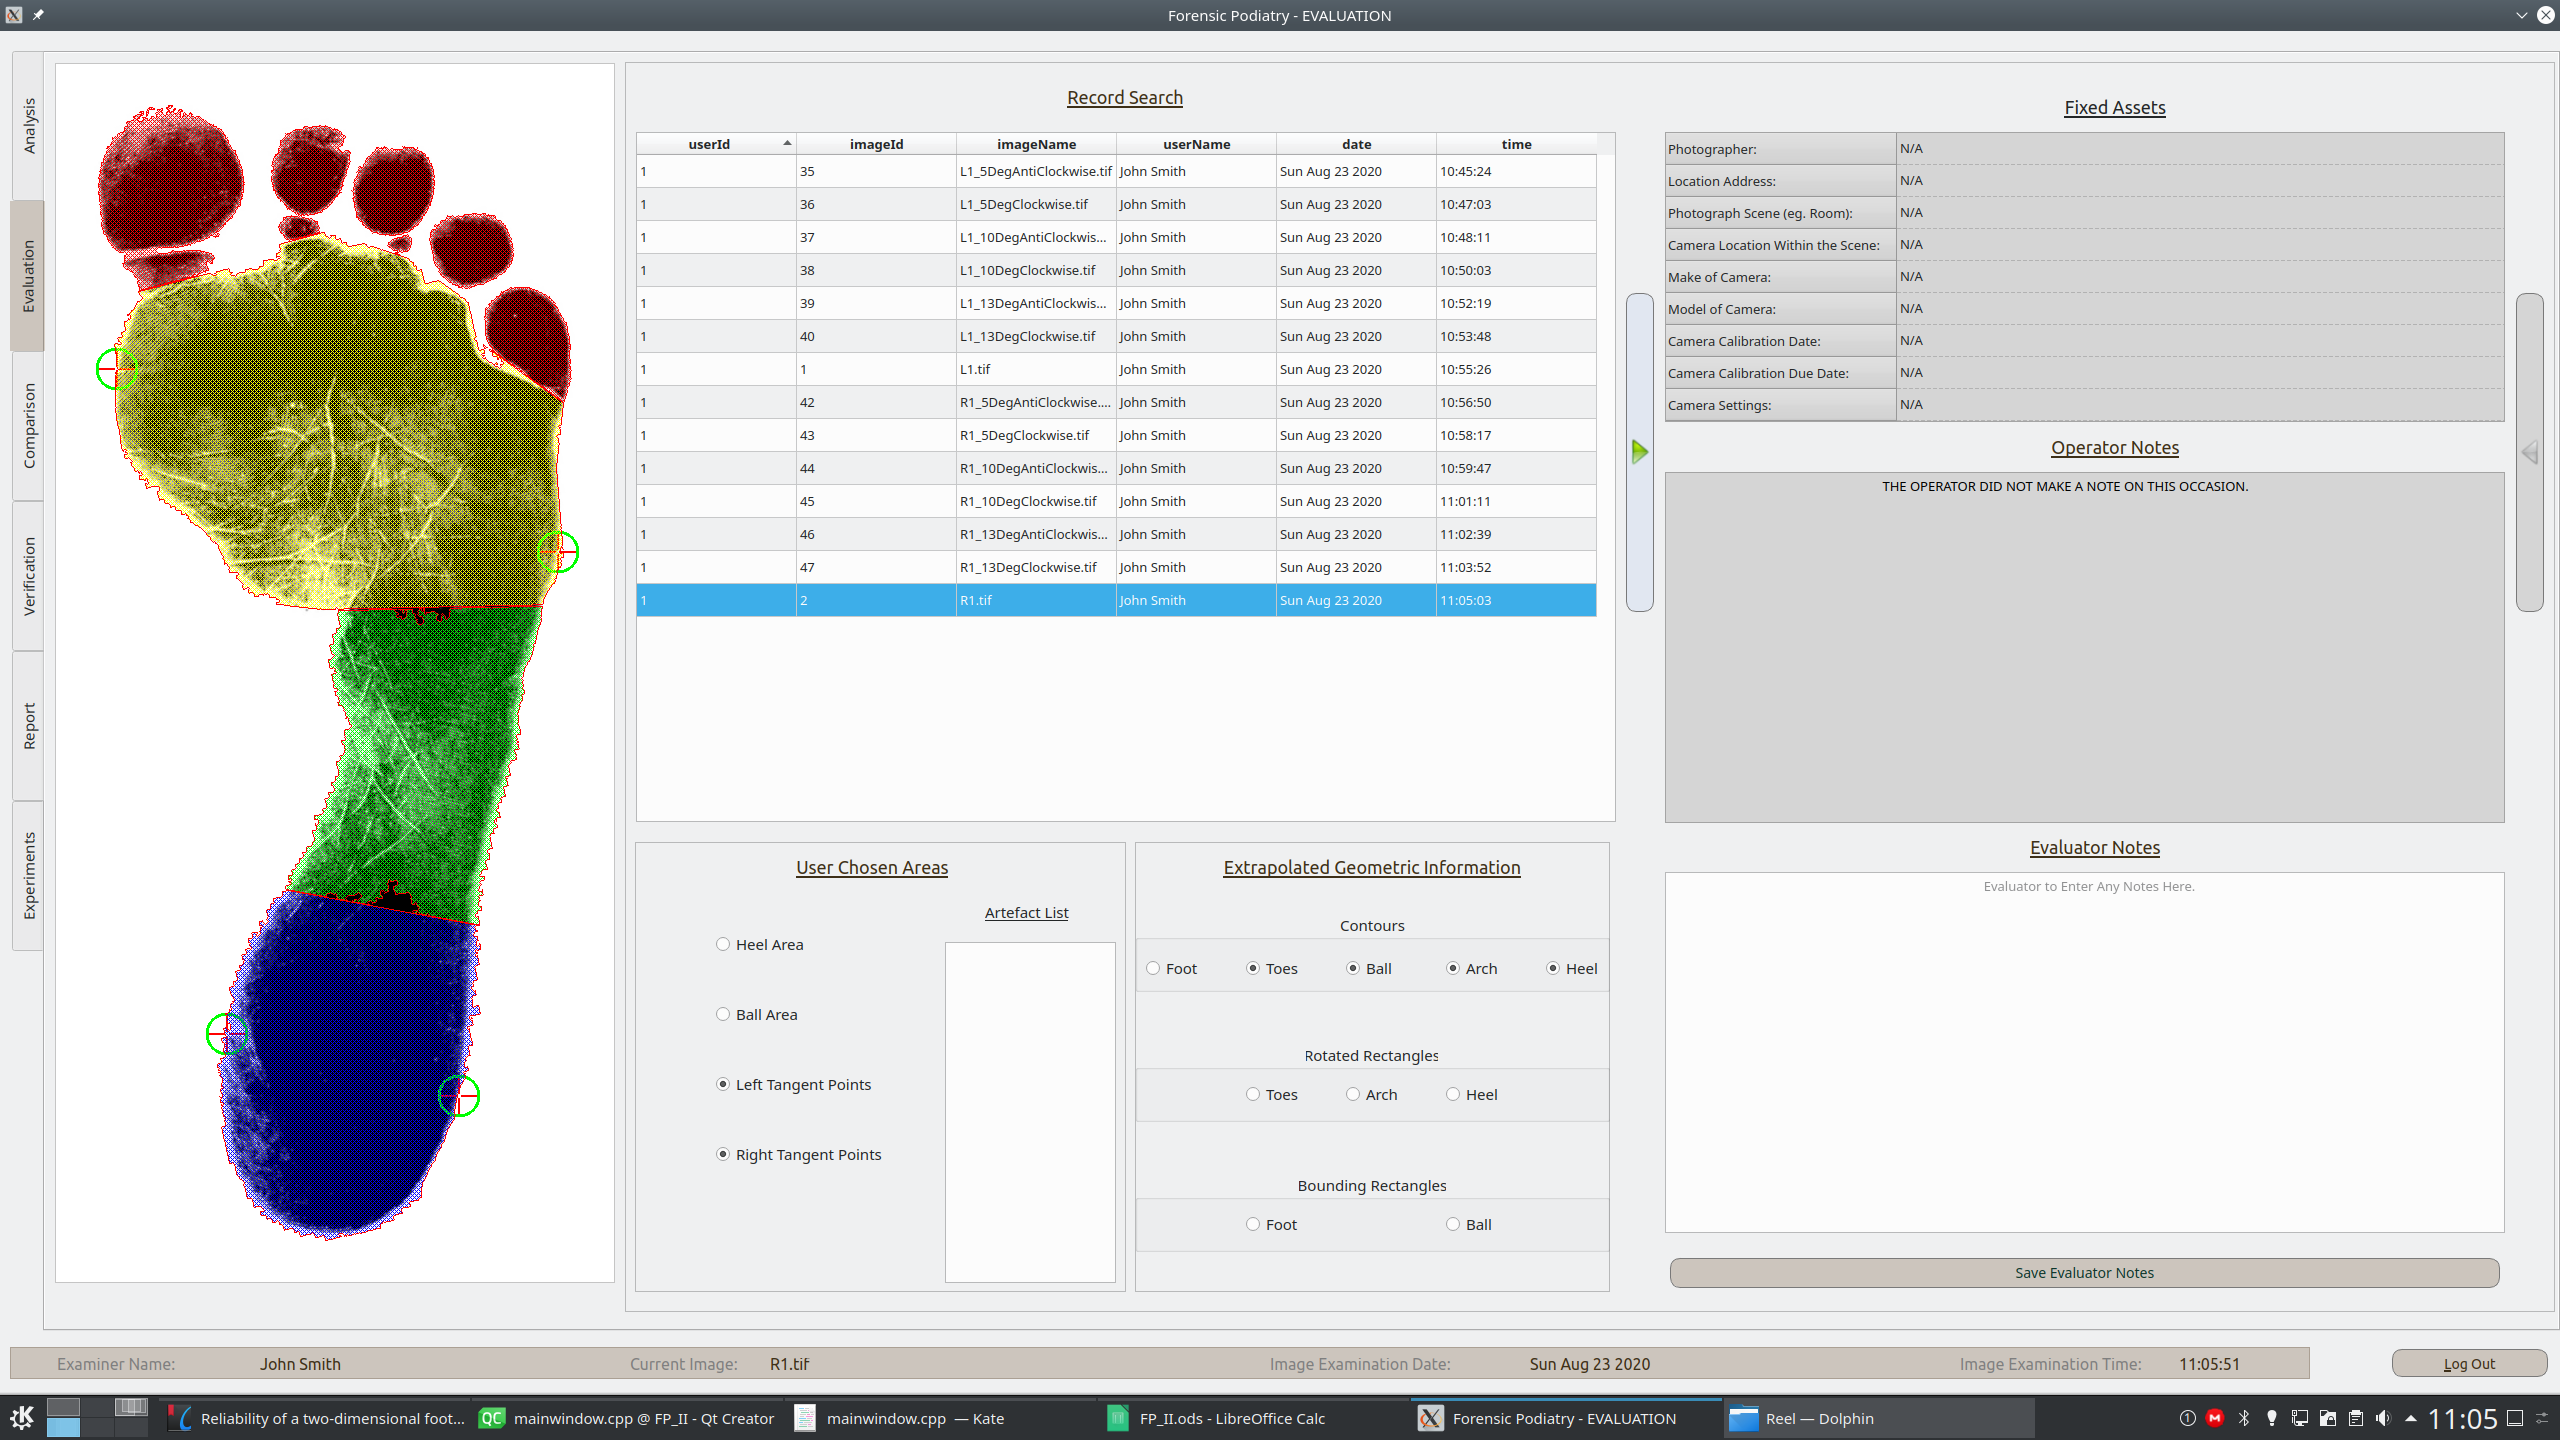 Forensic Podiatry - EVALUATION
Analysis
Evaluation
Comparison
Verification
Report
Experiments
Record Search
userId imageId imageName userName date time
1 35 L1_5DegAntiClockwise.tif John Smith Sun Aug 23 2020 10:45:24
1 36 L1_5DegClockwise.tif John Smith Sun Aug 23 2020 10:47:03
1 37 L1_10DegAntiClockwis... John Smith Sun Aug 23 2020 10:48:11
1 38 L1_10DegClockwise.tif John Smith Sun Aug 23 2020 10:50:03
1 39 L1_13DegAntiClockwis... John Smith Sun Aug 23 2020 10:52:19
1 40 L1_13DegClockwise.tif John Smith Sun Aug 23 2020 10:53:48
1 1 L1.tif John Smith Sun Aug 23 2020 10:55:26
1 42 R1_5DegAntiClockwise.... John Smith Sun Aug 23 2020 10:56:50
1 43 R1_5DegClockwise.tif John Smith Sun Aug 23 2020 10:58:17
1 44 R1_10DegAntiClockwis... John Smith Sun Aug 23 2020 10:59:47
1 45 R1_10DegClockwise.tif John Smith Sun Aug 23 2020 11:01:11
1 46 R1_13DegAntiClockwis... John Smith Sun Aug 23 2020 11:02:39
1 47 R1_13DegClockwise.tif John Smith Sun Aug 23 2020 11:03:52
1 2 R1.tif John Smith Sun Aug 23 2020 11:05:03
User Chosen Areas
Artefact List
Heel Area
Ball Area
Left Tangent Points
Right Tangent Points
Extrapolated Geometric Information
Contours
Foot Toes Ball Arch Heel
Rotated Rectangles
Toes Arch Heel
Bounding Rectangles
Foot Ball
Fixed Assets
Photographer: N/A
Location Address: N/A
Photograph Scene (eg. Room): N/A
Camera Location Within the Scene: N/A
Make of Camera: N/A
Model of Camera: N/A
Camera Calibration Date: N/A
Camera Calibration Due Date: N/A
Camera Settings: N/A
Operator Notes
THE OPERATOR DID NOT MAKE A NOTE ON THIS OCCASION.
Evaluator Notes
Evaluator to Enter Any Notes Here.
Save Evaluator Notes
Examiner Name: John Smith Current Image: R1.tif Image Examination Date: Sun Aug 23 2020 Image Examination Time: 11:05:51
Log Out
Reliability of a two-dimensional foot... QC mainwindow.cpp @ FP_II - Qt Creator mainwindow.cpp — Kate FP_II.ods - LibreOffice Calc Forensic Podiatry - EVALUATION Reel — Dolphin 1 M 11:05